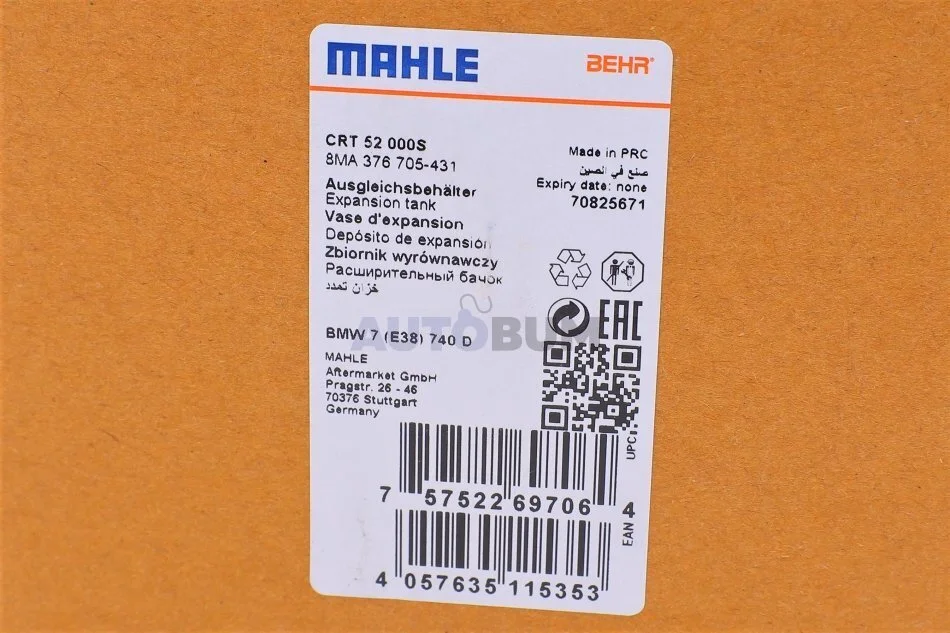 MAHLE
BEHR®
CRT 52 000S
8MA 376 705-431
Made in PRC
صنع في الصين
Expiry date: none
70825671
Ausgleichsbehälter
Expansion tank
Vase d'expansion
Depósito de expansión
Zbiornik wyrównawczy
Расширительный бачок
خزان تمدد
EAC
AUTOBUM
BMW 7 (E38) 740 D
MAHLE
Aftermarket GmbH
Pragstr. 26 - 46
70376 Stuttgart
Germany
UPC
7 57522 69706 4
EAN
4 057635 115353